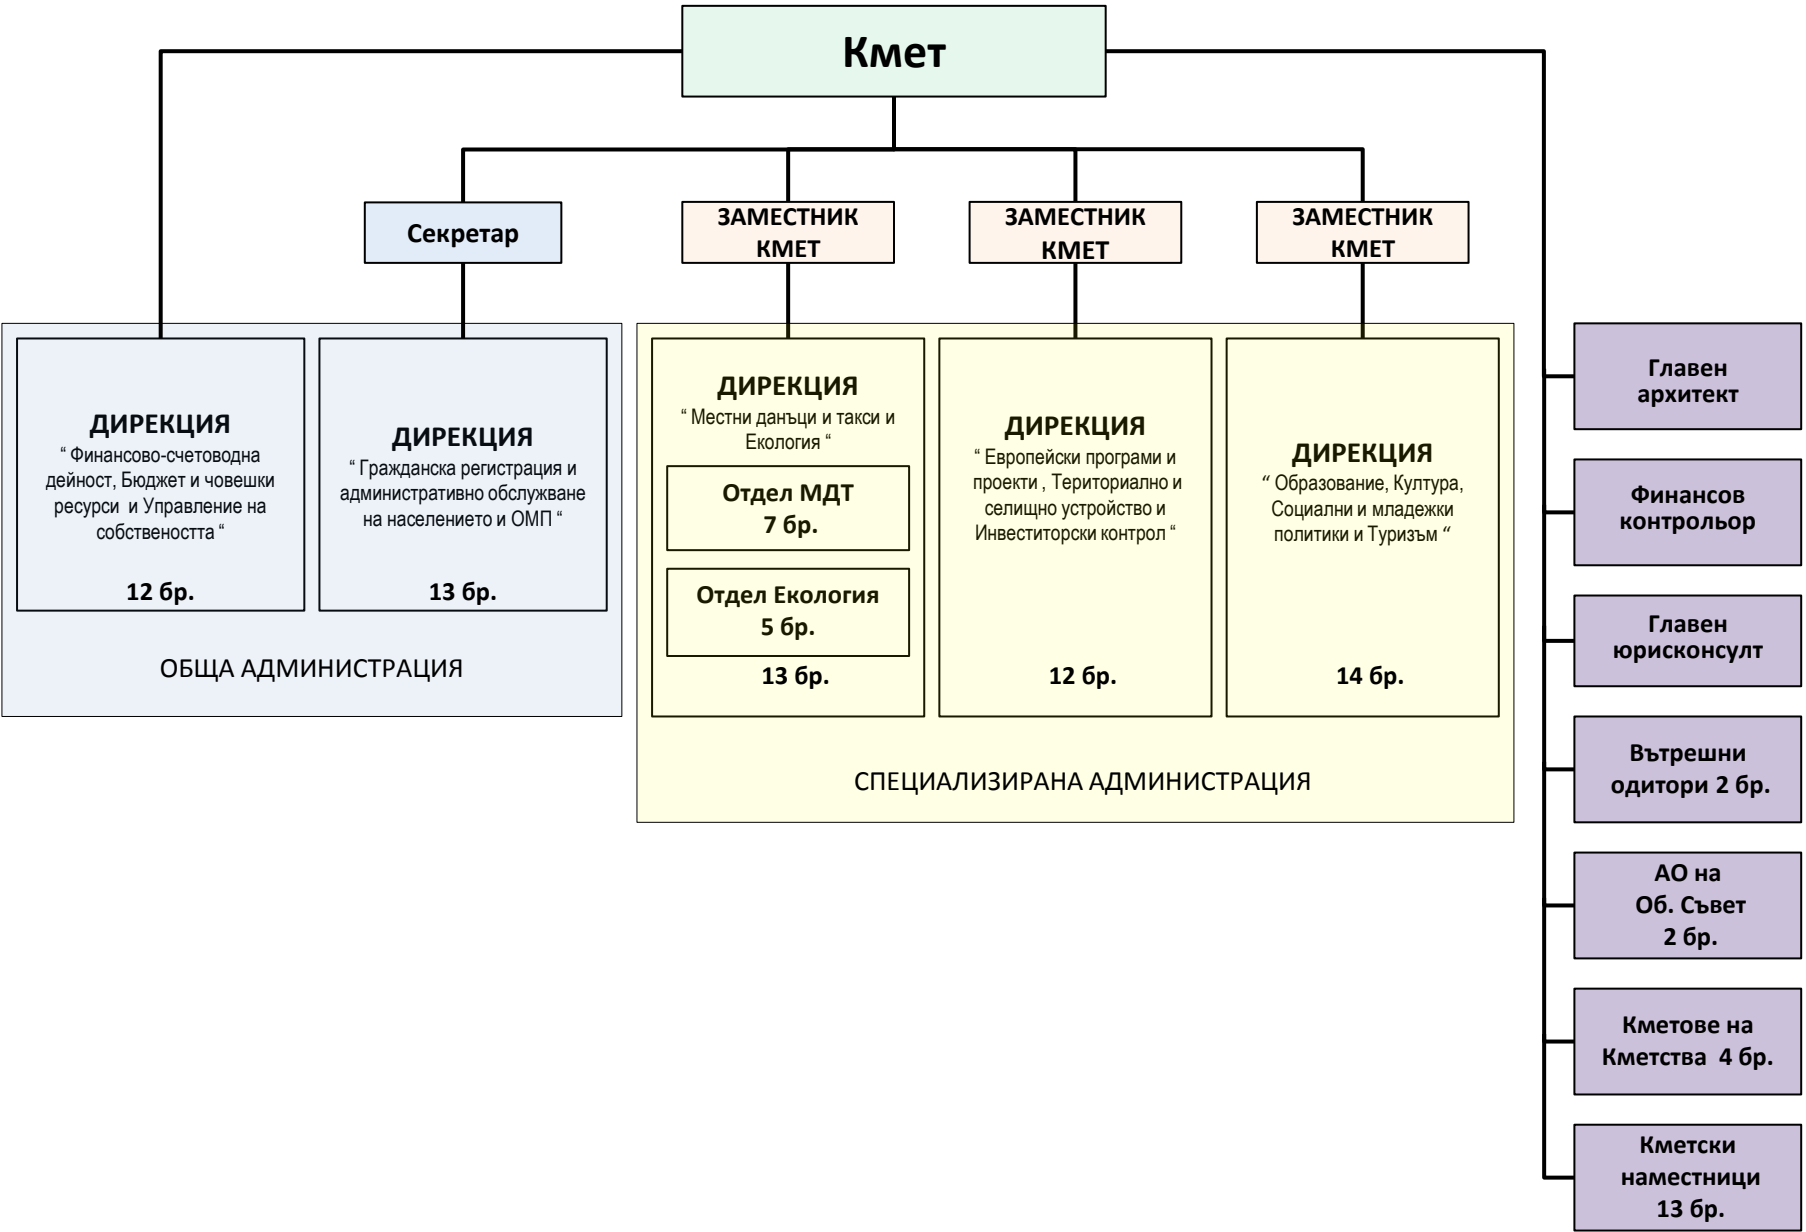 Кмет
Секретар
ЗАМЕСТНИК
КМЕТ
ЗАМЕСТНИК
КМЕТ
ЗАМЕСТНИК
КМЕТ
ДИРЕКЦИЯ
“ Финансово-счетоводна
дейност, Бюджет и човешки
ресурси и Управление на
собствеността “
12 бр.
ДИРЕКЦИЯ
“ Гражданска регистрация и
административно обслужване
на населението и ОМП “
13 бр.
ОБЩА АДМИНИСТРАЦИЯ
ДИРЕКЦИЯ
“ Местни данъци и такси и
Екология “
Отдел МДТ
7 бр.
Отдел Екология
5 бр.
13 бр.
ДИРЕКЦИЯ
“ Европейски програми и
проекти , Териториално и
селищно устройство и
Инвеститорски контрол “
12 бр.
ДИРЕКЦИЯ
“ Образование, Култура,
Социални и младежки
политики и Туризъм “
14 бр.
СПЕЦИАЛИЗИРАНА АДМИНИСТРАЦИЯ
Главен
архитект
Финансов
контрольор
Главен
юрисконсулт
Вътрешни
одитори 2 бр.
АО на
Об. Съвет
2 бр.
Кметове на
Кметства 4 бр.
Кметски
наместници
13 бр.